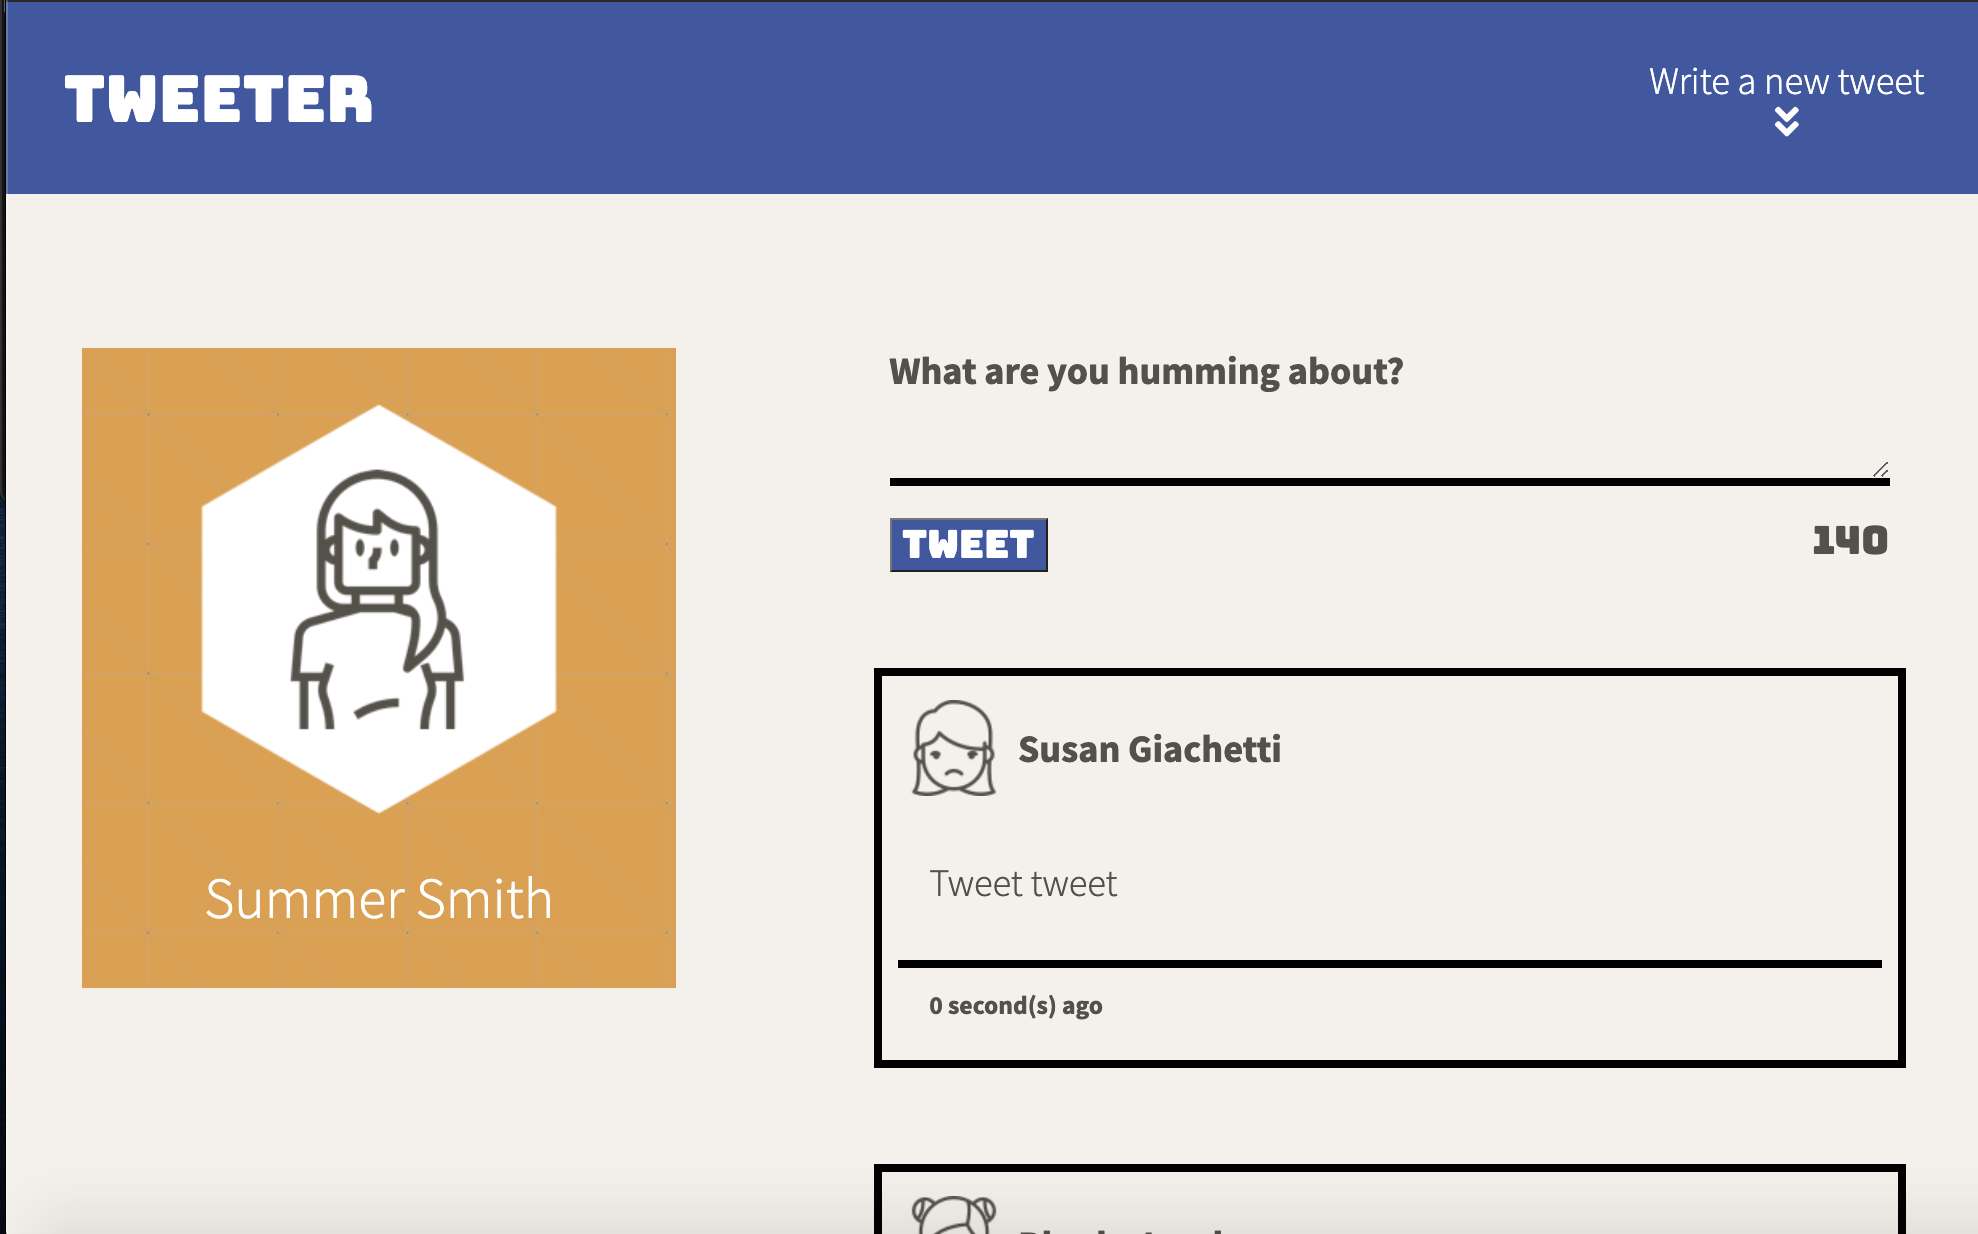 TWEETER
Write a new tweet
Summer Smith
What are you humming about?
TWEET
140
Susan Giachetti
Tweet tweet
0 second(s) ago